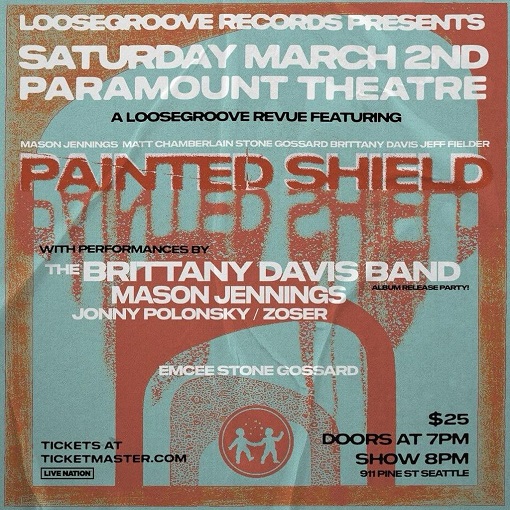 LOOSEGROOVE RECORDS PRESENTS
SATURDAY MARCH 2ND
PARAMOUNT THEATRE
A LOOSEGROOVE REVUE FEATURING
MASON JENNINGS MATT CHAMBERLAIN STONE GOSSARD BRITTANY DAVIS JEFF FIELDER
PAINTED SHIELD
WITH PERFORMANCES BY
THE BRITTANY DAVIS BAND
ALBUM RELEASE PARTY!
MASON JENNINGS
JONNY POLONSKY / ZOSER
EMCEE STONE GOSSARD
$25
DOORS AT 7PM
SHOW 8PM
911 PINE ST SEATTLE
TICKETS AT
TICKETMASTER.COM
LIVE NATION